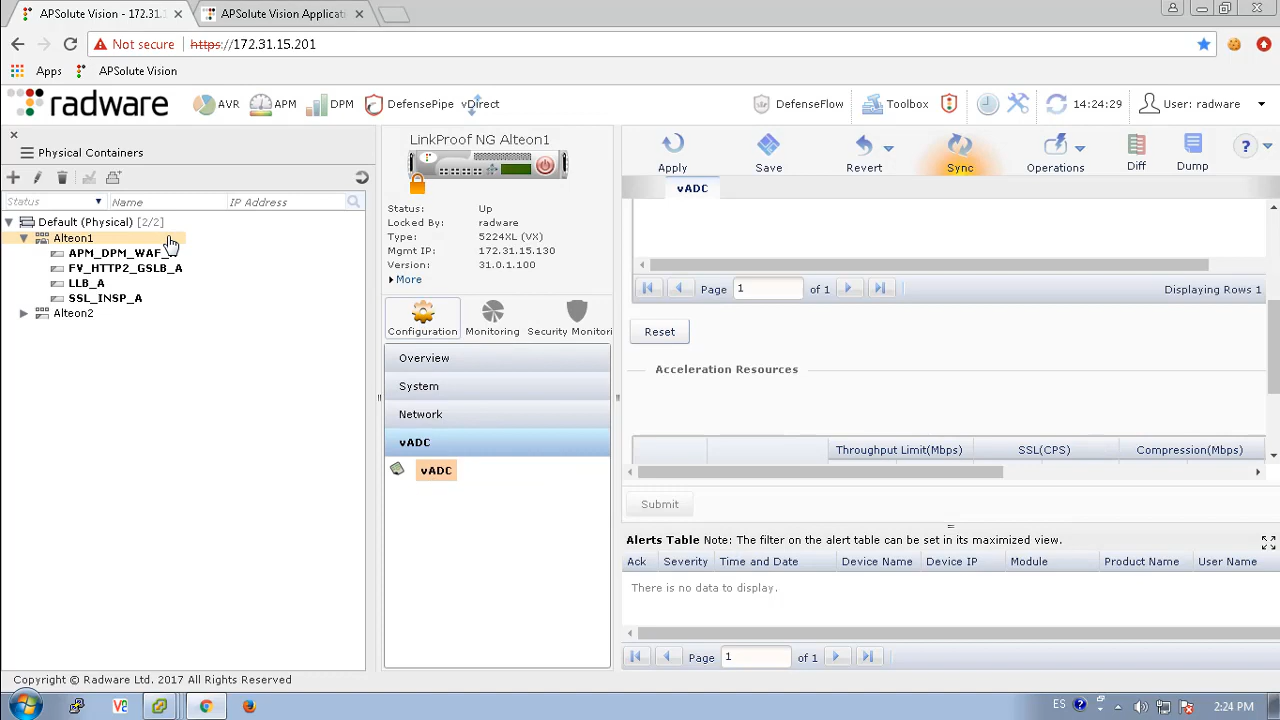 APSolute Vision - 172.31.1
APSolute Vision Applicat
Not secure
https://172.31.15.201
Apps
APSolute Vision
radware
AVR
APM
DPM
DefensePipe
vDirect
DefenseFlow
Toolbox
14:24:29
User: radware
Physical Containers
LinkProof NG Alteon1
Apply
Save
Revert
Sync
Operations
Diff
Dump
Status
Name
IP Address
Default (Physical) [2/2]
Alteon1
APM_DPM_WAF_
FV_HTTP2_GSLB_A
LLB_A
SSL_INSP_A
Alteon2
Status: Up
Locked By: radware
Type: 5224XL (VX)
Mgmt IP: 172.31.15.130
Version: 31.0.1.100
More
Configuration
Monitoring
Security Monitori
Overview
System
Network
vADC
vADC
vADC
Page 1 of 1
Displaying Rows 1
Reset
Acceleration Resources
Throughput Limit(Mbps)
SSL(CPS)
Compression(Mbps)
Submit
Alerts Table Note: The filter on the alert table can be set in its maximized view.
Ack
Severity
Time and Date
Device Name
Device IP
Module
Product Name
User Name
There is no data to display.
Page 1 of 1
Copyright © Radware Ltd. 2017 All Rights Reserved
ES
2:24 PM